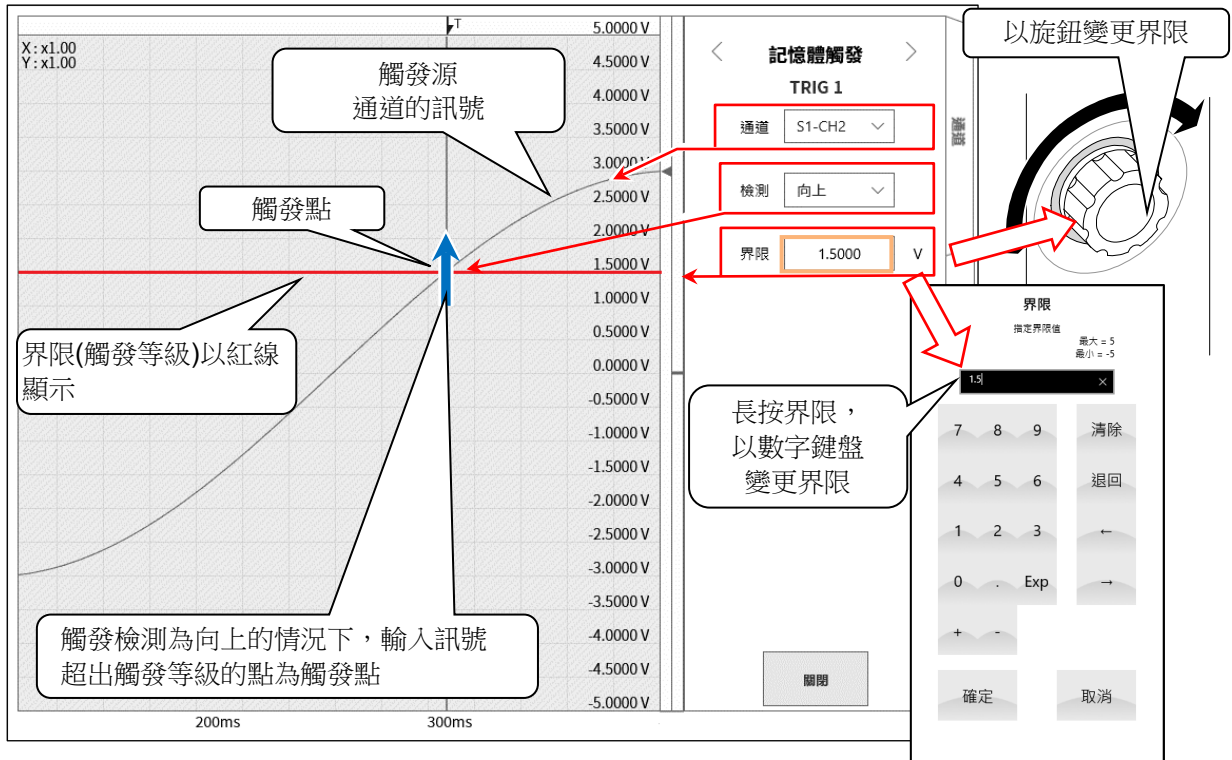 T
X : x1.00
Y : x1.00
5.0000 V
4.5000 V
4.0000 V
3.5000 V
3.0000 V
2.5000 V
2.0000 V
1.5000 V
1.0000 V
0.5000 V
0.0000 V
-0.5000 V
-1.0000 V
-1.5000 V
-2.0000 V
-2.5000 V
-3.0000 V
-3.5000 V
-4.0000 V
-4.5000 V
-5.0000 V
200ms
300ms
觸發源
通道的訊號
觸發點
界限(觸發等級)以紅線
顯示
觸發檢測為向上的情況下，輸入訊號
超出觸發等級的點為觸發點
記憶體觸發
TRIG 1
通道 S1-CH2
檢測 向上
界限 1.5000 V
關閉
通道
以旋鈕變更界限
長按界限，
以數字鍵盤
變更界限
界限
指定界限值
最大 = 5
最小 = -5
1.5 ×
7 8 9 清除
4 5 6 退回
1 2 3 ←
0 . Exp →
+ -
確定 取消